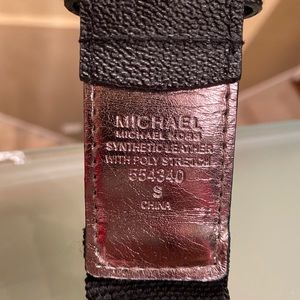 MICHAEL
MICHAEL KORS
SYNTHETIC LEATHER
WITH POLY STRETCH
554340
S
CHINA